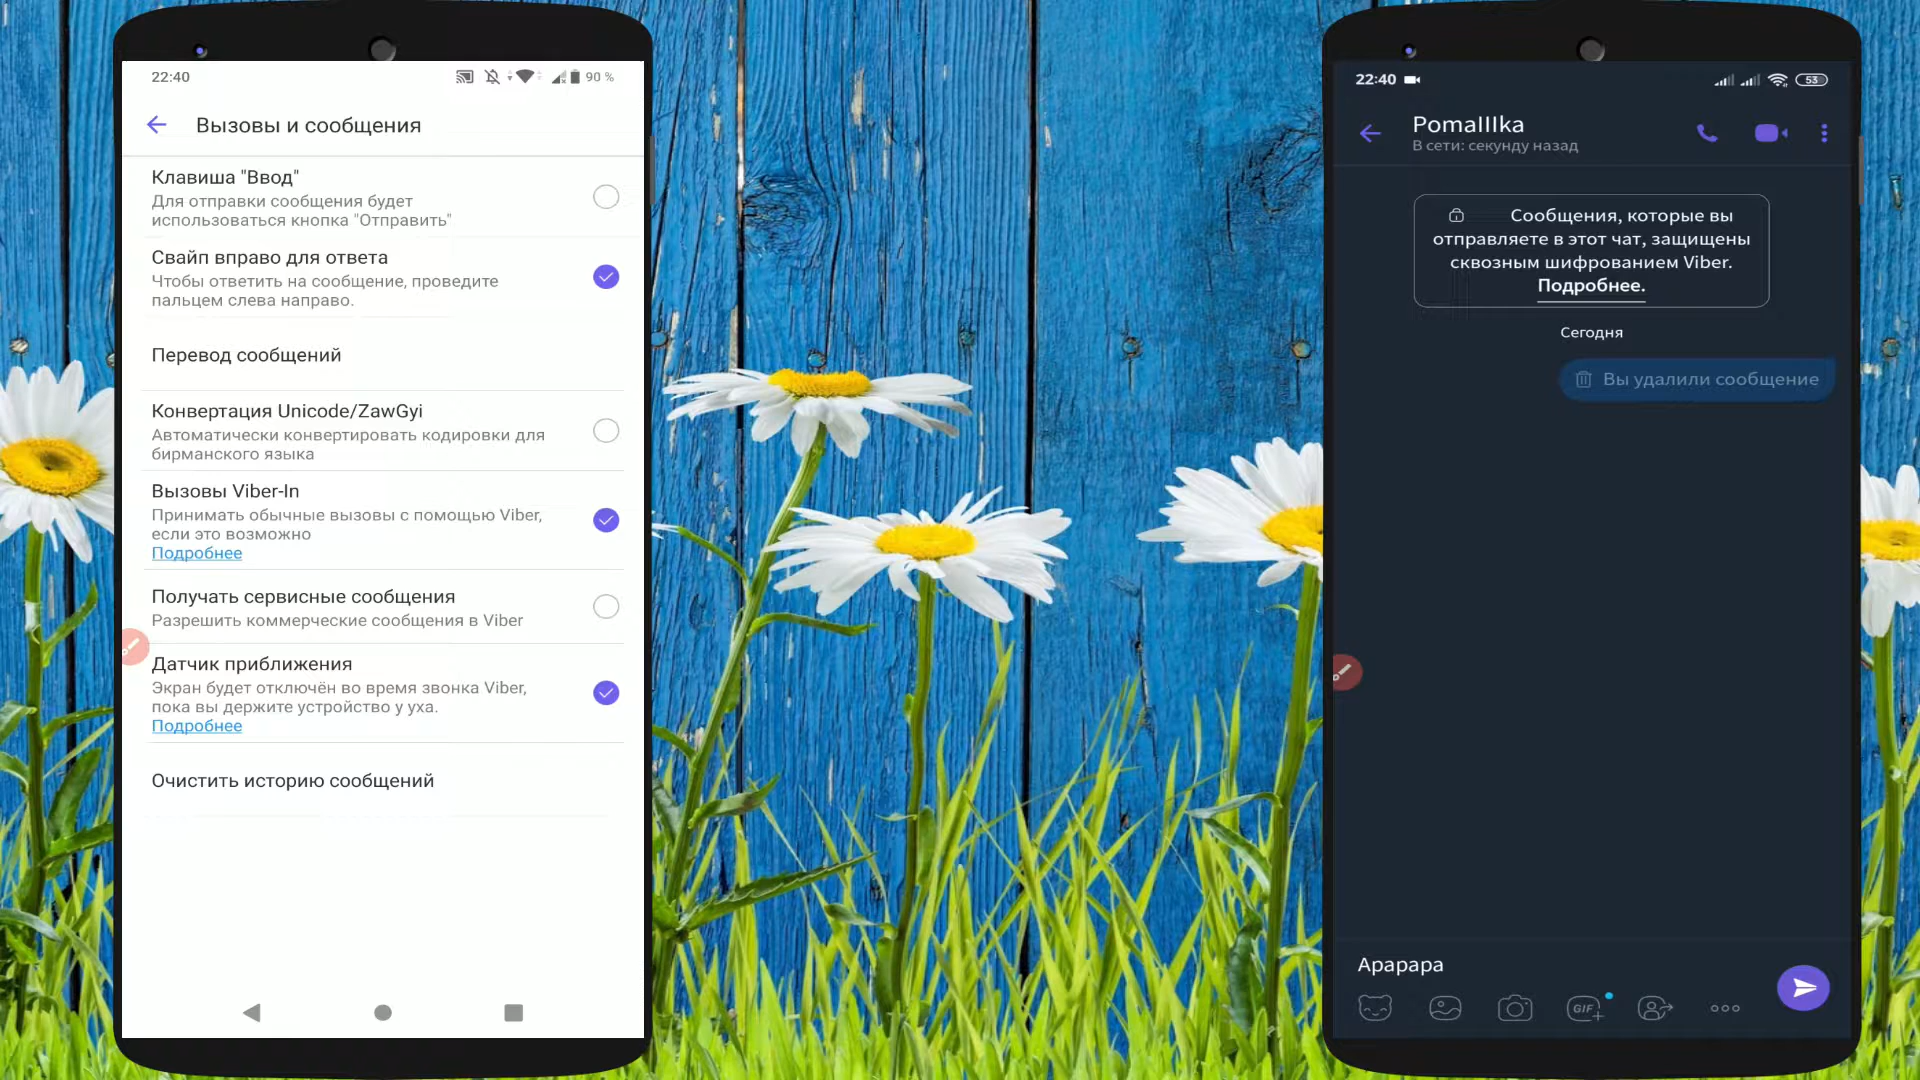 22:40
90 %
Вызовы и сообщения
Клавиша "Ввод"
Для отправки сообщения будет
использоваться кнопка "Отправить"
Свайп вправо для ответа
Чтобы ответить на сообщение, проведите
пальцем слева направо.
Перевод сообщений
Конвертация Unicode/ZawGyi
Автоматически конвертировать кодировки для
бирманского языка
Вызовы Viber-In
Принимать обычные вызовы с помощью Viber,
если это возможно
Подробнее
Получать сервисные сообщения
Разрешить коммерческие сообщения в Viber
Датчик приближения
Экран будет отключён во время звонка Viber,
пока вы держите устройство у уха.
Подробнее
Очистить историю сообщений
22:40
53
PomaIIIka
В сети: секунду назад
Сообщения, которые вы
отправляете в этот чат, защищены
сквозным шифрованием Viber.
Подробнее.
Сегодня
Вы удалили сообщение
Арарара
GIF